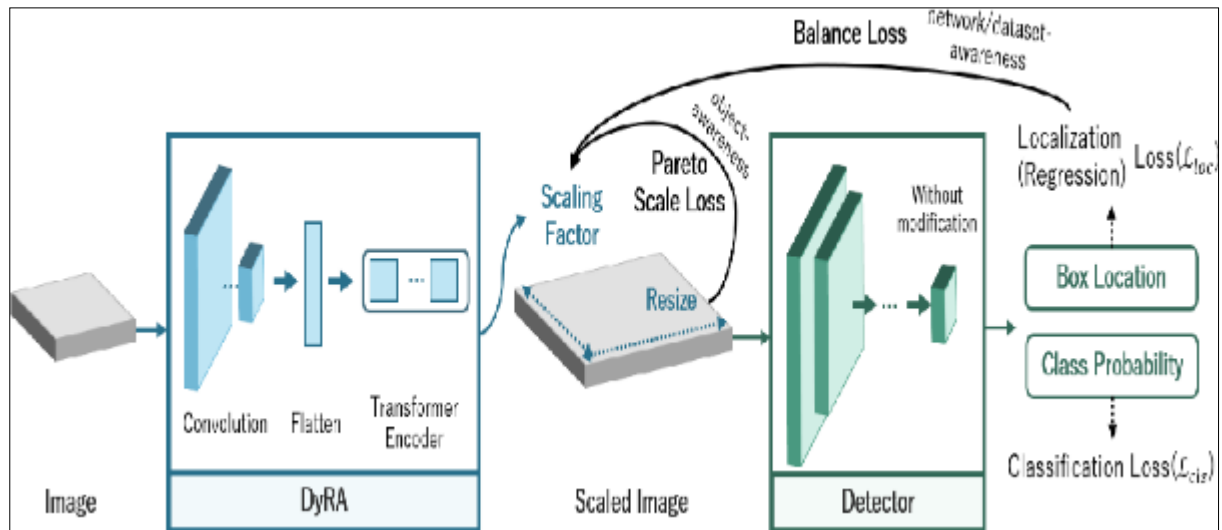 Balance Loss
network/dataset-
awareness
object-
awareness
Pareto
Scale Loss
Scaling
Factor
Localization
(Regression)
Loss(ℒloc)
Without
modification
Box Location
Resize
Class Probability
Convolution
Flatten
Transformer
Encoder
Classification Loss(ℒcls)
Image
DyRA
Scaled Image
Detector